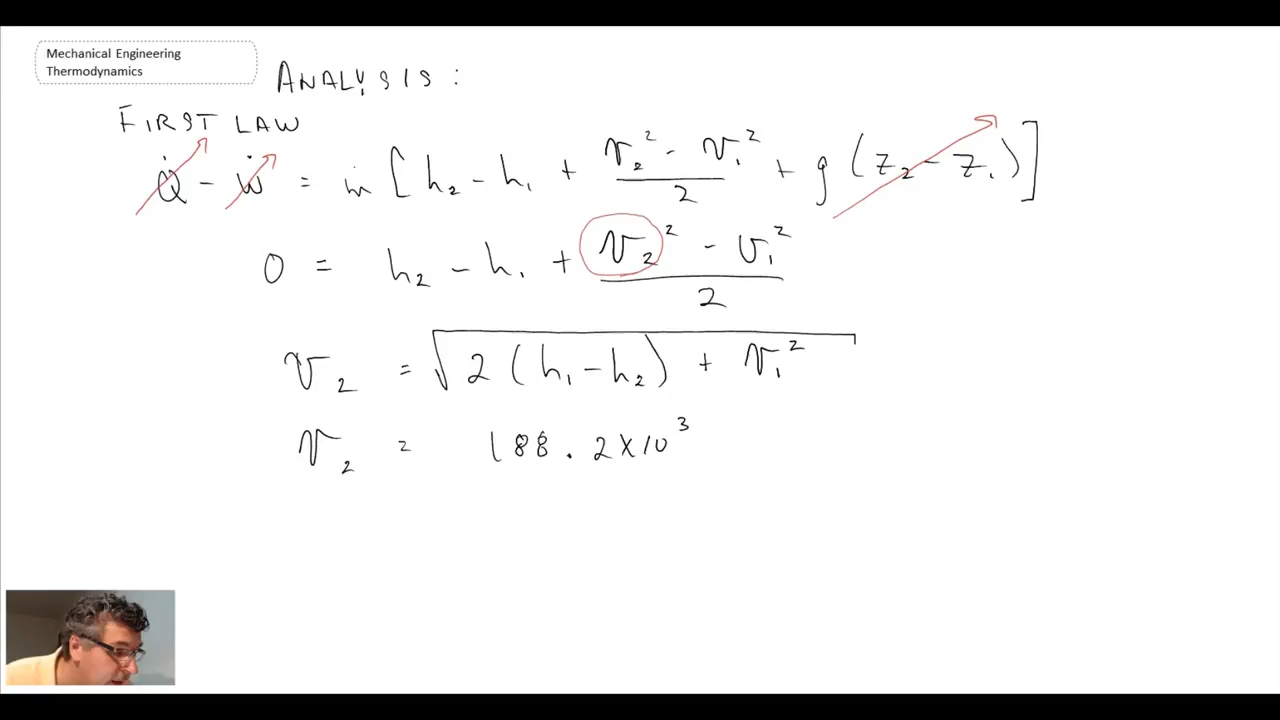 Mechanical Engineering
Thermodynamics
ANALYSIS :
FIRST LAW
Q̇ - Ẇ = ṁ [ h₂ - h₁ + (V₂² - V₁²)/2 + g (z₂ - z₁) ]
0 = h₂ - h₁ + (V₂² - V₁²)/2
V₂ = √(2 (h₁ - h₂) + V₁²)
V₂ = 188.2 X 10³